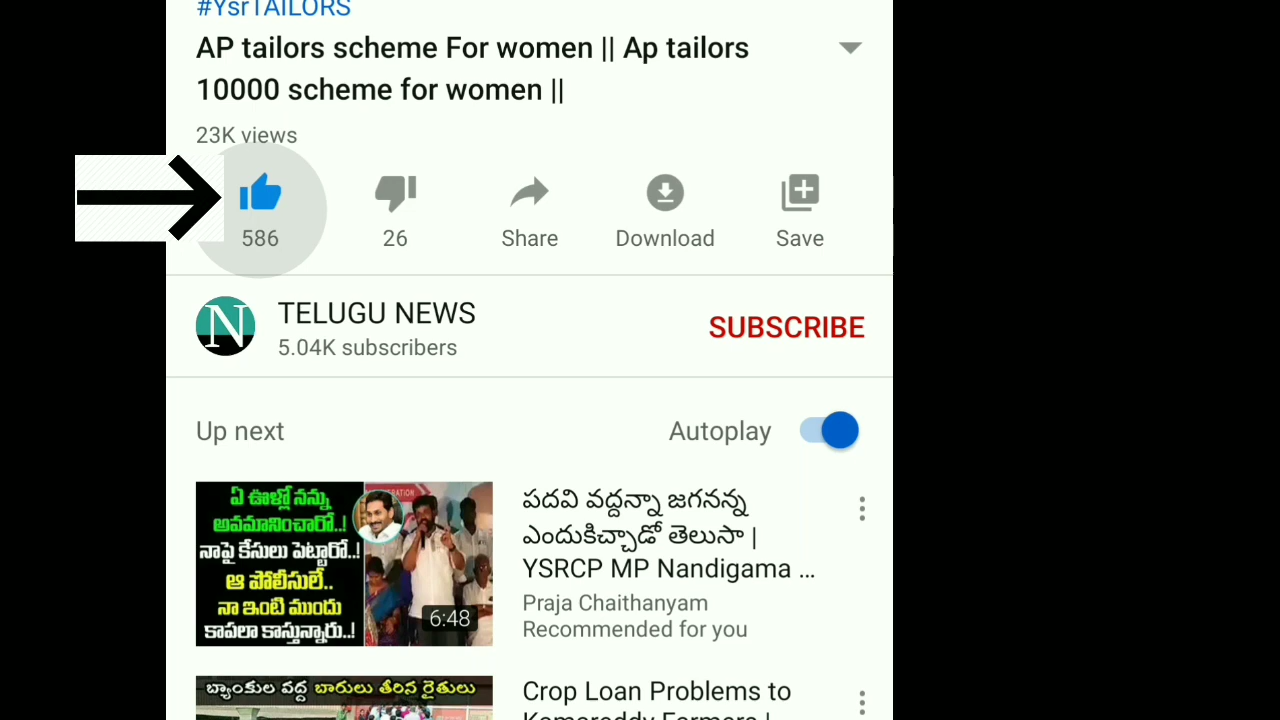 #YsrTAILORS
AP tailors scheme For women || Ap tailors
10000 scheme for women ||
23K views
586
26
Share
Download
Save
N
TELUGU NEWS
5.04K subscribers
SUBSCRIBE
Up next
Autoplay
ఏ ఊళ్లో నన్ను
అవమానించారో..!
నాపై కేసులు పెట్టారో..!
ఆ పోలీసులే..
నా ఇంటి ముందు
కాపలా కాస్తున్నారు..!
6:48
పదవి వద్దన్నా జగనన్న
ఎందుకిచ్చాడో తెలుసా |
YSRCP MP Nandigama ...
Praja Chaithanyam
Recommended for you
బ్యాంకుల వద్ద బారులు తీరిన రైతులు
Crop Loan Problems to
Kamareddy Farmers |